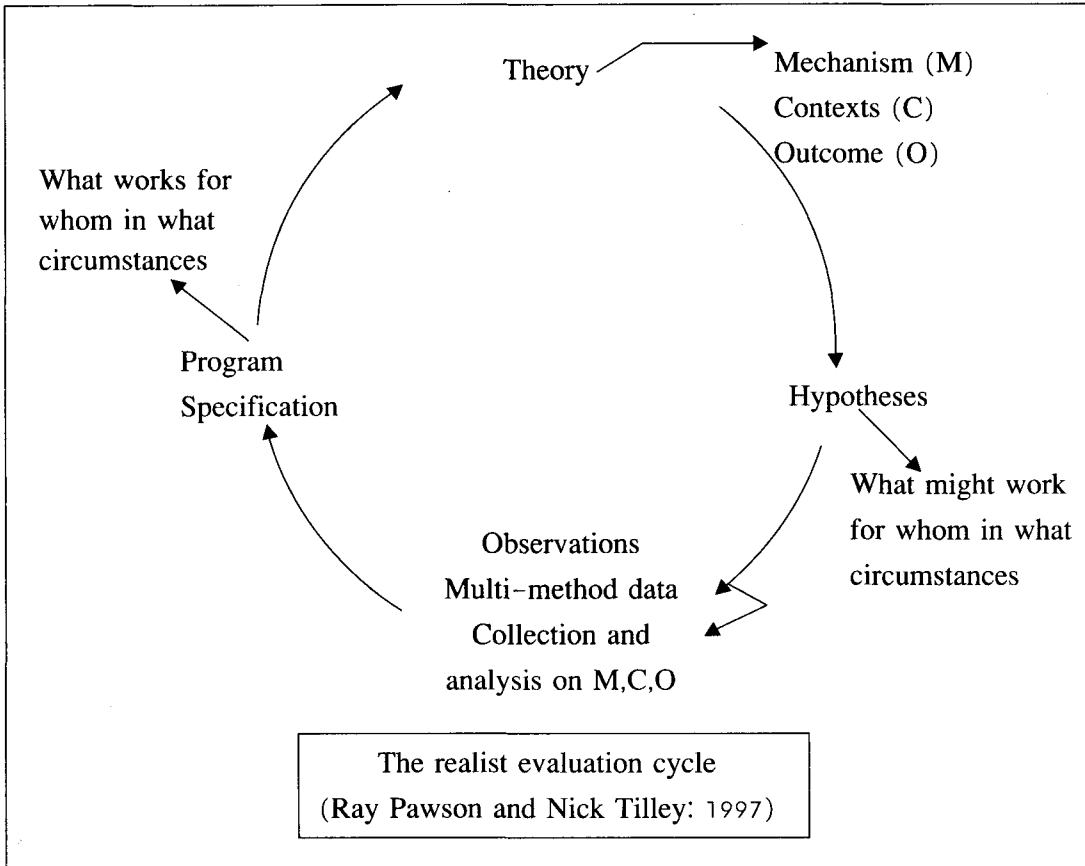 Theory
Mechanism (M)
Contexts (C)
Outcome (O)
What works for
whom in what
circumstances
Program
Specification
Hypotheses
What might work
for whom in what
circumstances
Observations
Multi-method data
Collection and
analysis on M,C,O
The realist evaluation cycle
(Ray Pawson and Nick Tilley: 1997)